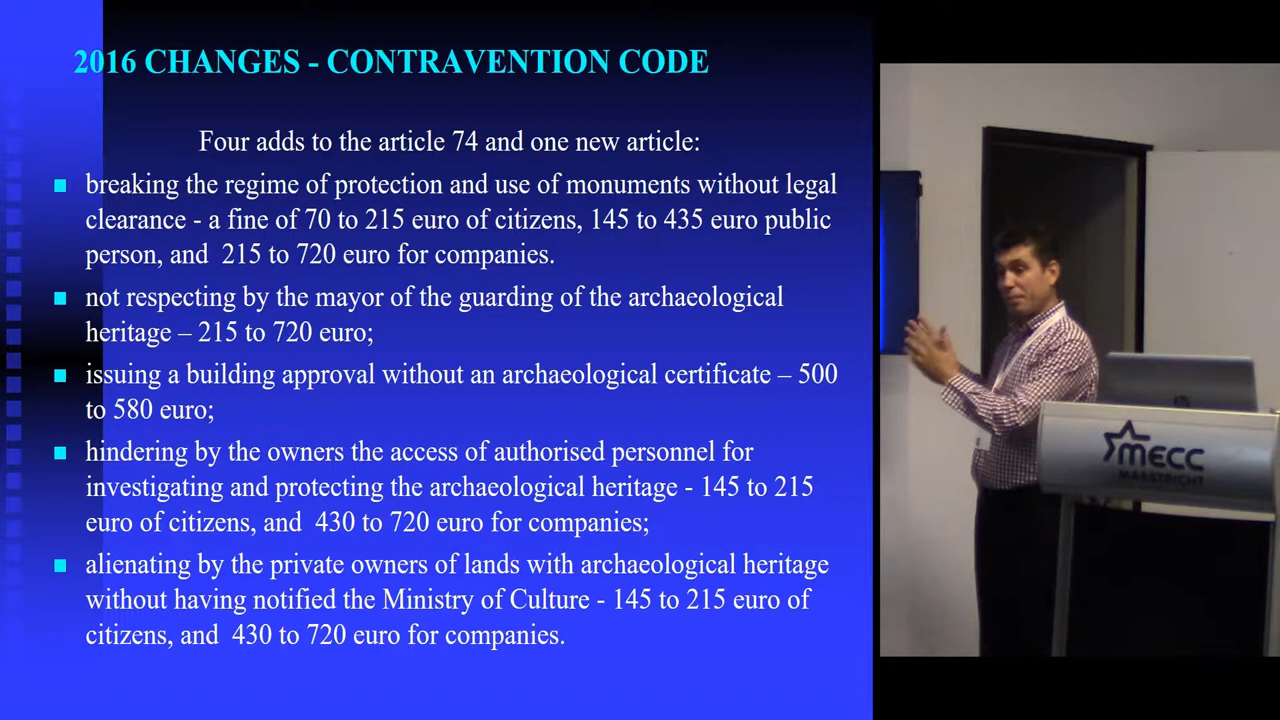 2016 CHANGES - CONTRAVENTION CODE
Four adds to the article 74 and one new article:
breaking the regime of protection and use of monuments without legal
clearance - a fine of 70 to 215 euro of citizens, 145 to 435 euro public
person, and 215 to 720 euro for companies.
not respecting by the mayor of the guarding of the archaeological
heritage – 215 to 720 euro;
issuing a building approval without an archaeological certificate – 500
to 580 euro;
hindering by the owners the access of authorised personnel for
investigating and protecting the archaeological heritage - 145 to 215
euro of citizens, and 430 to 720 euro for companies;
alienating by the private owners of lands with archaeological heritage
without having notified the Ministry of Culture - 145 to 215 euro of
citizens, and 430 to 720 euro for companies.
MECC
MAASTRICHT